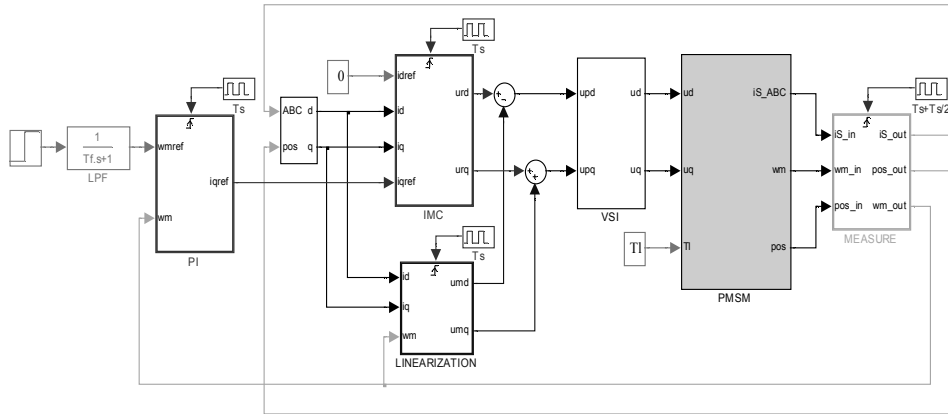 1
Tf.s+1
LPF
Ts
wmref
iqref
wm
PI
ABC d
pos q
0
Ts
idref
id
iq
iqref
urd
urq
IMC
Ts
id
iq
wm
umd
umq
LINEARIZATION
+
-
+
+
upd
upq
ud
uq
VSI
Tl
ud
uq
Tl
iS_ABC
wm
pos
PMSM
Ts+Ts/2
iS_in
wm_in
pos_in
iS_out
pos_out
wm_out
MEASURE